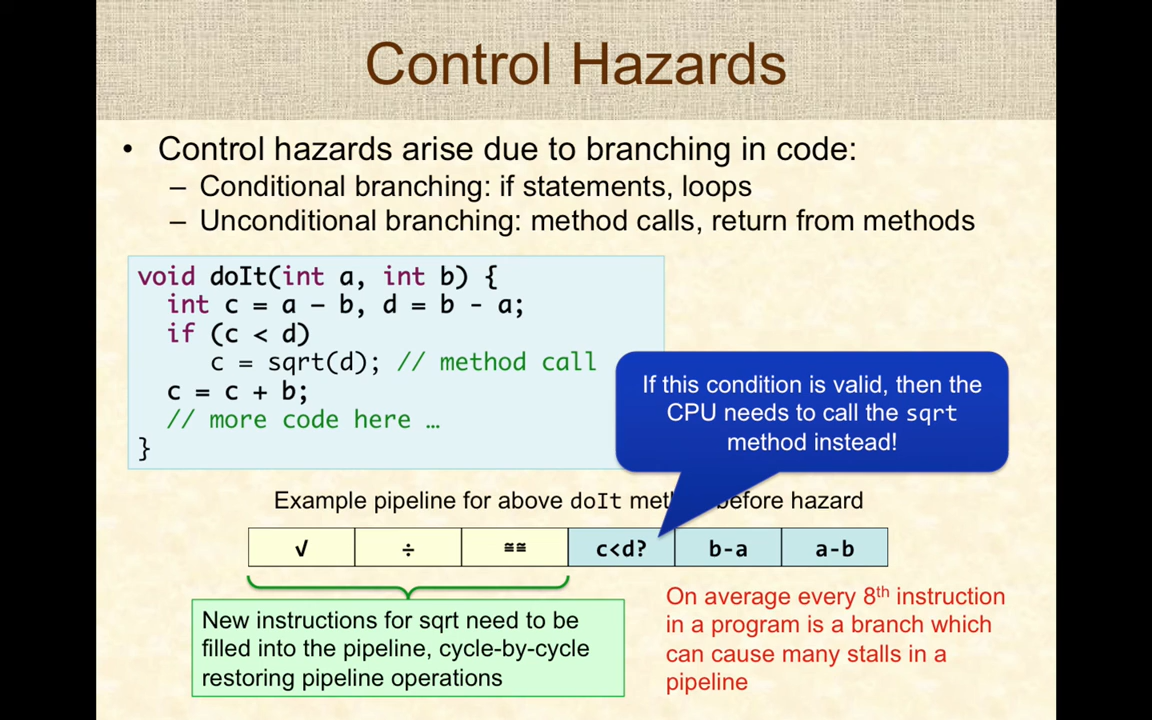 Control Hazards
• Control hazards arise due to branching in code:
– Conditional branching: if statements, loops
– Unconditional branching: method calls, return from methods
void doIt(int a, int b) {
int c = a – b, d = b - a;
if (c < d)
c = sqrt(d); // method call
c = c + b;
// more code here …
}
If this condition is valid, then the
CPU needs to call the sqrt
method instead!
Example pipeline for above doIt before hazard
√ ÷ ≅≅ c<d? b-a a-b
New instructions for sqrt need to be
filled into the pipeline, cycle-by-cycle
restoring pipeline operations
On average every 8th instruction
in a program is a branch which
can cause many stalls in a
pipeline